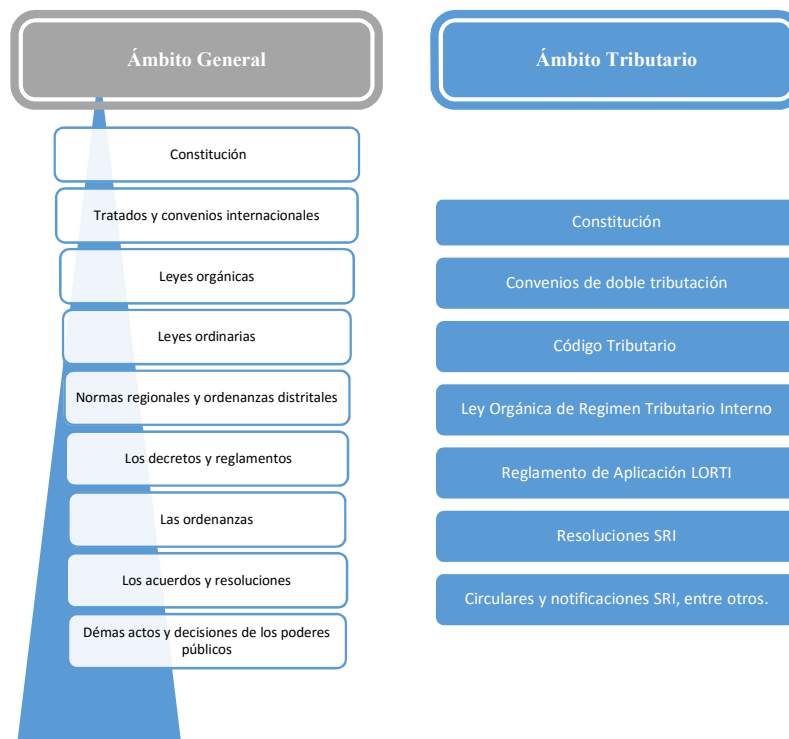 Ámbito General
Constitución
Tratados y convenios internacionales
Leyes orgánicas
Leyes ordinarias
Normas regionales y ordenanzas distritales
Los decretos y reglamentos
Las ordenanzas
Los acuerdos y resoluciones
Démas actos y decisiones de los poderes
públicos
Ámbito Tributario
Constitución
Convenios de doble tributación
Código Tributario
Ley Orgánica de Regimen Tributario Interno
Reglamento de Aplicación LORTI
Resoluciones SRI
Circulares y notificaciones SRI, entre otros.